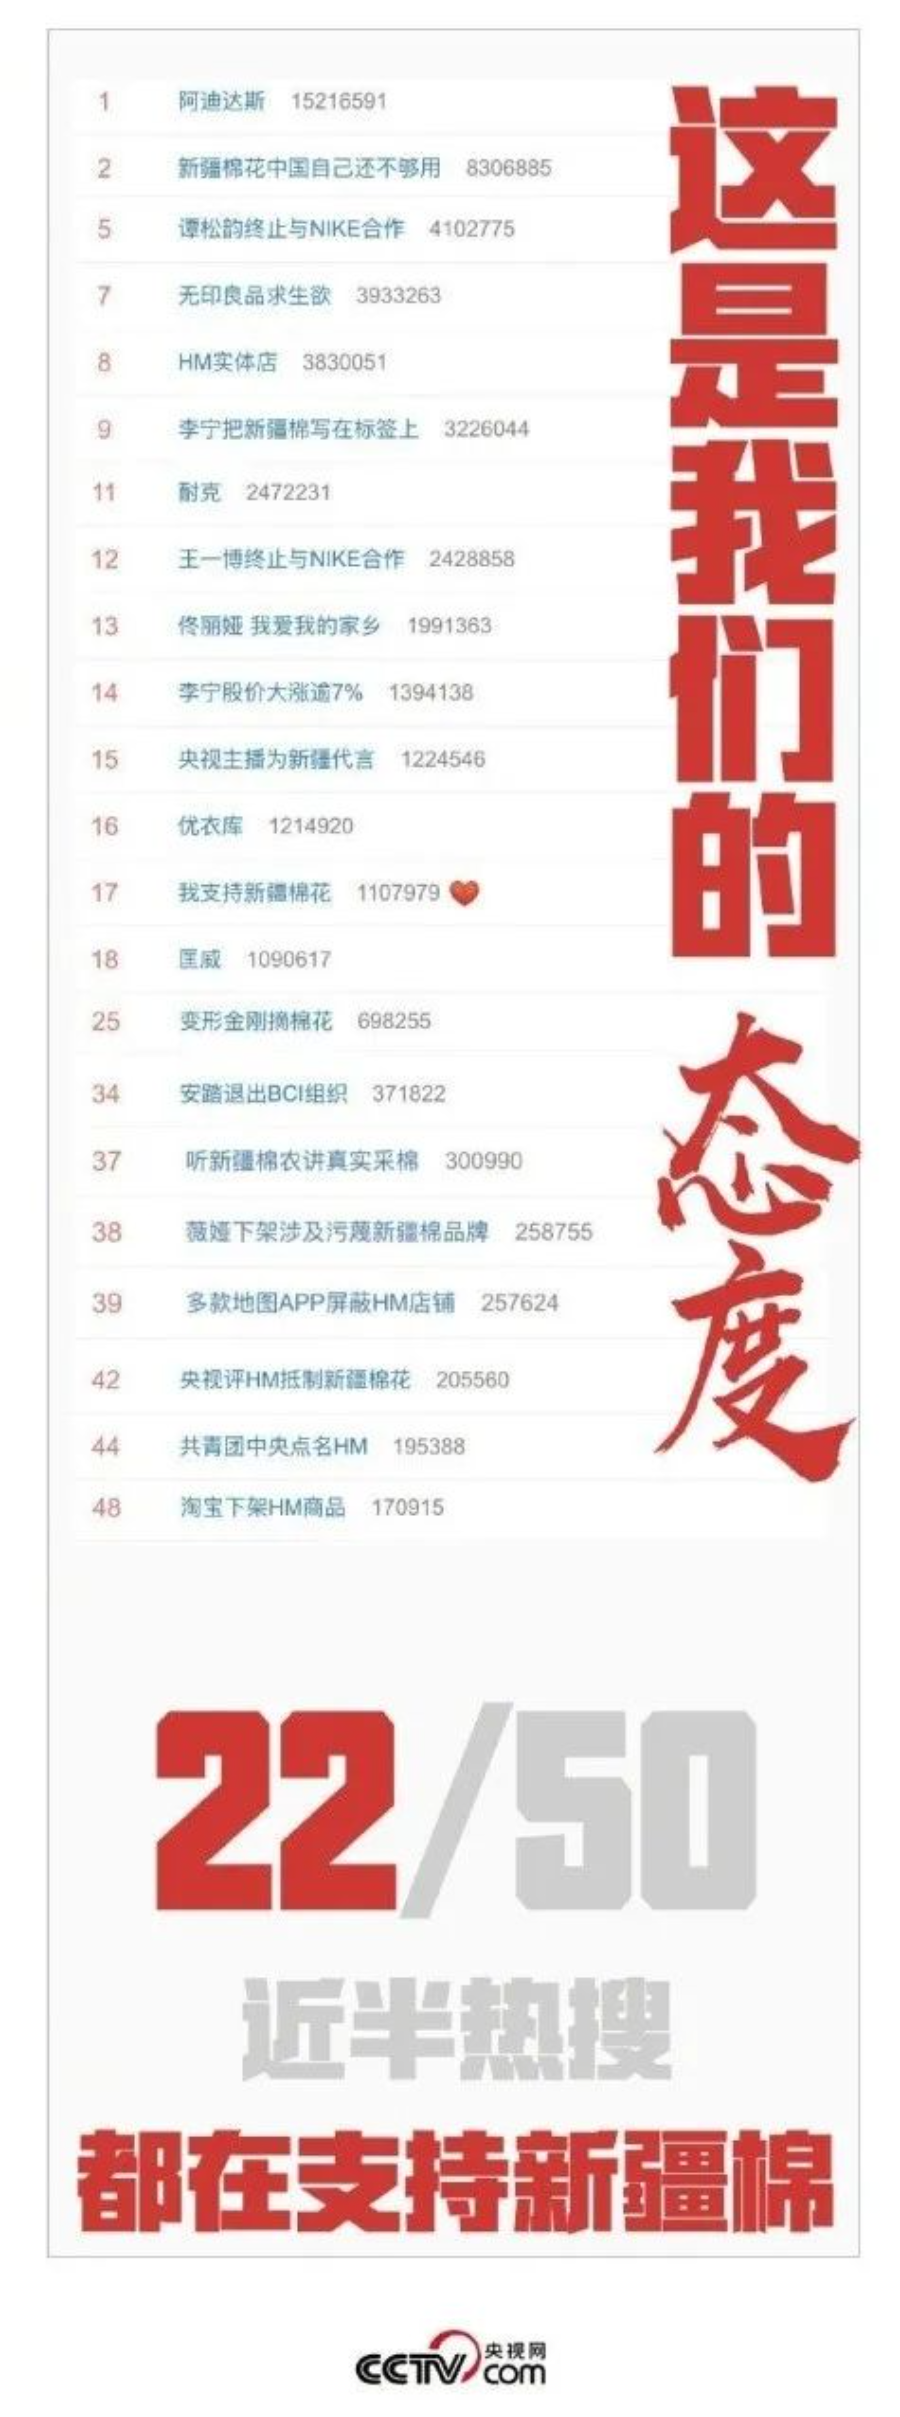 1 阿迪达斯 15216591
2 新疆棉花中国自己还不够用 8306885
5 谭松韵终止与NIKE合作 4102775
7 无印良品求生欲 3933263
8 HM实体店 3830051
9 李宁把新疆棉写在标签上 3226044
11 耐克 2472231
12 王一博终止与NIKE合作 2428858
13 佟丽娅 我爱我的家乡 1991363
14 李宁股价大涨逾7% 1394138
15 央视主播为新疆代言 1224546
16 优衣库 1214920
17 我支持新疆棉花 1107979
18 匡威 1090617
25 变形金刚摘棉花 698255
34 安踏退出BCI组织 371822
37 听新疆棉农讲真实采棉 300990
38 薇娅下架涉及污蔑新疆棉品牌 258755
39 多款地图APP屏蔽HM店铺 257624
42 央视评HM抵制新疆棉花 205560
44 共青团中央点名HM 195388
48 淘宝下架HM商品 170915
这是我们的态度
22/50
近半热搜
都在支持新疆棉
CCTV.com 央视网